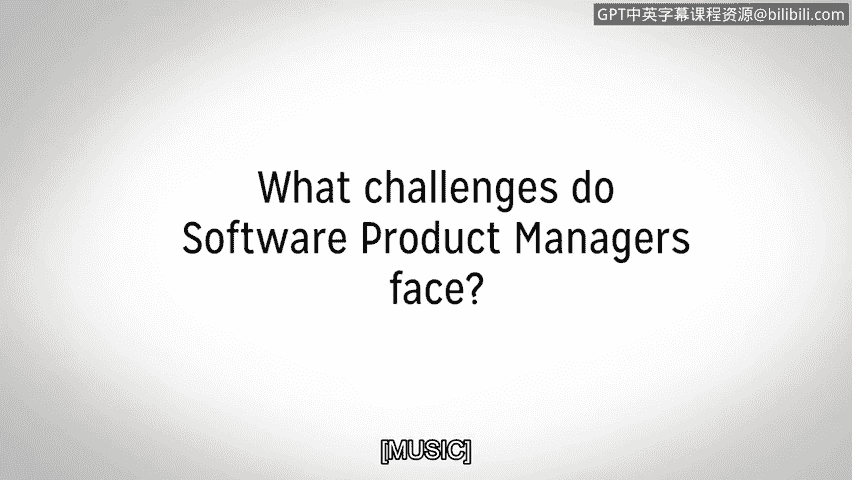 GPT中英字幕课程资源@bilibili.com
What challenges do
Software Product Managers
face?
[MUSIC]